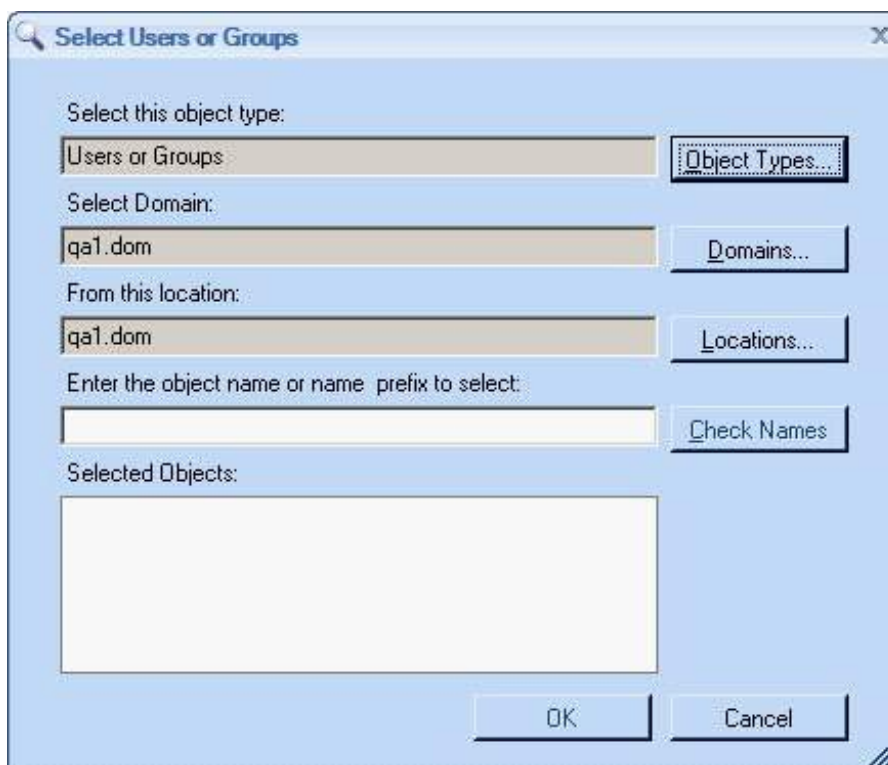 Select Users or Groups
Select this object type:
Users or Groups
Object Types...
Select Domain:
qa1.dom
Domains...
From this location:
qa1.dom
Locations...
Enter the object name or name prefix to select:
Check Names
Selected Objects:
OK
Cancel